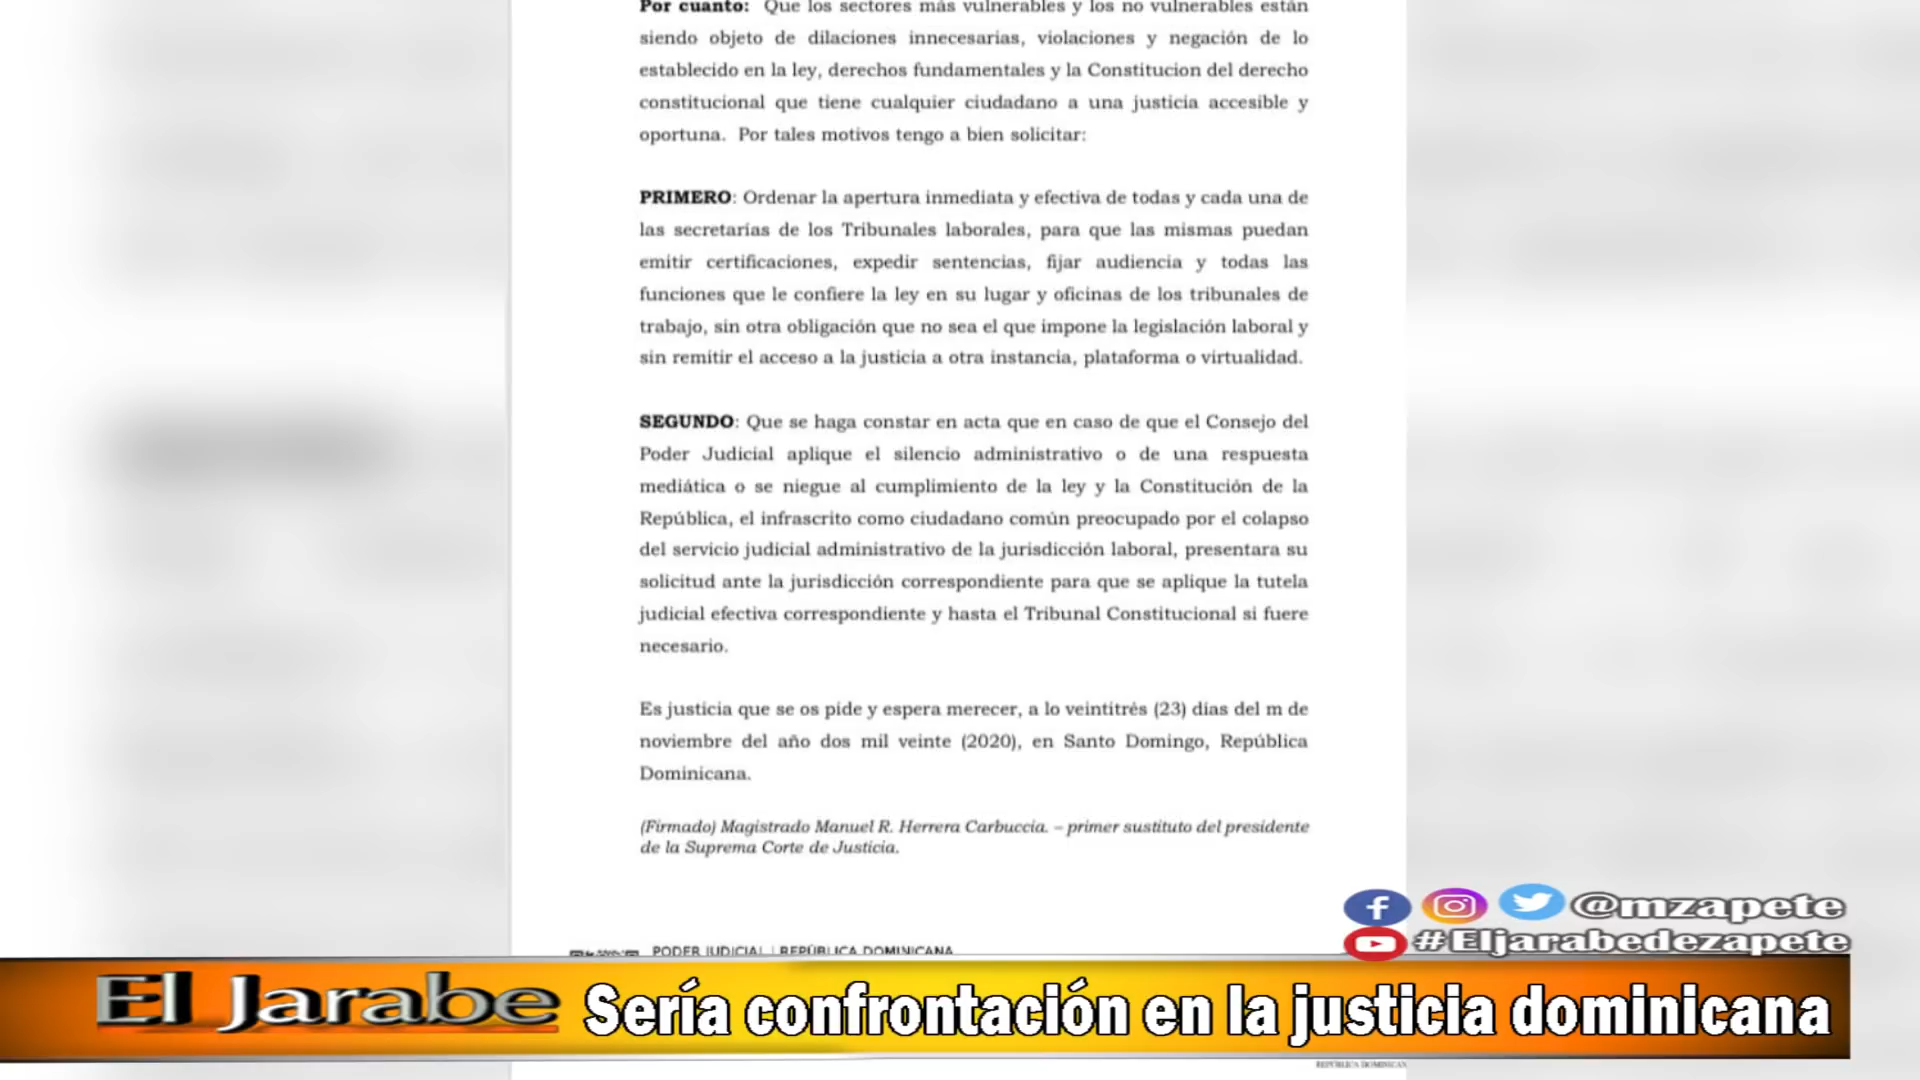 Por cuanto: Que los sectores más vulnerables y los no vulnerables están
siendo objeto de dilaciones innecesarias, violaciones y negación de lo
establecido en la ley, derechos fundamentales y la Constitucion del derecho
constitucional que tiene cualquier ciudadano a una justicia accesible y
oportuna. Por tales motivos tengo a bien solicitar:
PRIMERO: Ordenar la apertura inmediata y efectiva de todas y cada una de
las secretarías de los Tribunales laborales, para que las mismas puedan
emitir certificaciones, expedir sentencias, fijar audiencia y todas las
funciones que le confiere la ley en su lugar y oficinas de los tribunales de
trabajo, sin otra obligación que no sea el que impone la legislación laboral y
sin remitir el acceso a la justicia a otra instancia, plataforma o virtualidad.
SEGUNDO: Que se haga constar en acta que en caso de que el Consejo del
Poder Judicial aplique el silencio administrativo o de una respuesta
mediática o se niegue al cumplimiento de la ley y la Constitución de la
República, el infrascrito como ciudadano común preocupado por el colapso
del servicio judicial administrativo de la jurisdicción laboral, presentara su
solicitud ante la jurisdicción correspondiente para que se aplique la tutela
judicial efectiva correspondiente y hasta el Tribunal Constitucional si fuere
necesario.
Es justicia que se os pide y espera merecer, a lo veintitrés (23) días del m de
noviembre del año dos mil veinte (2020), en Santo Domingo, República
Dominicana.
(Firmado) Magistrado Manuel R. Herrera Carbuccia. – primer sustituto del presidente
de la Suprema Corte de Justicia.
@mzapete
#Eljarabedezapete
PODER JUDICIAL | REPÚBLICA DOMINICANA
El Jarabe Sería confrontación en la justicia dominicana
REPÚBLICA DOMINICAN